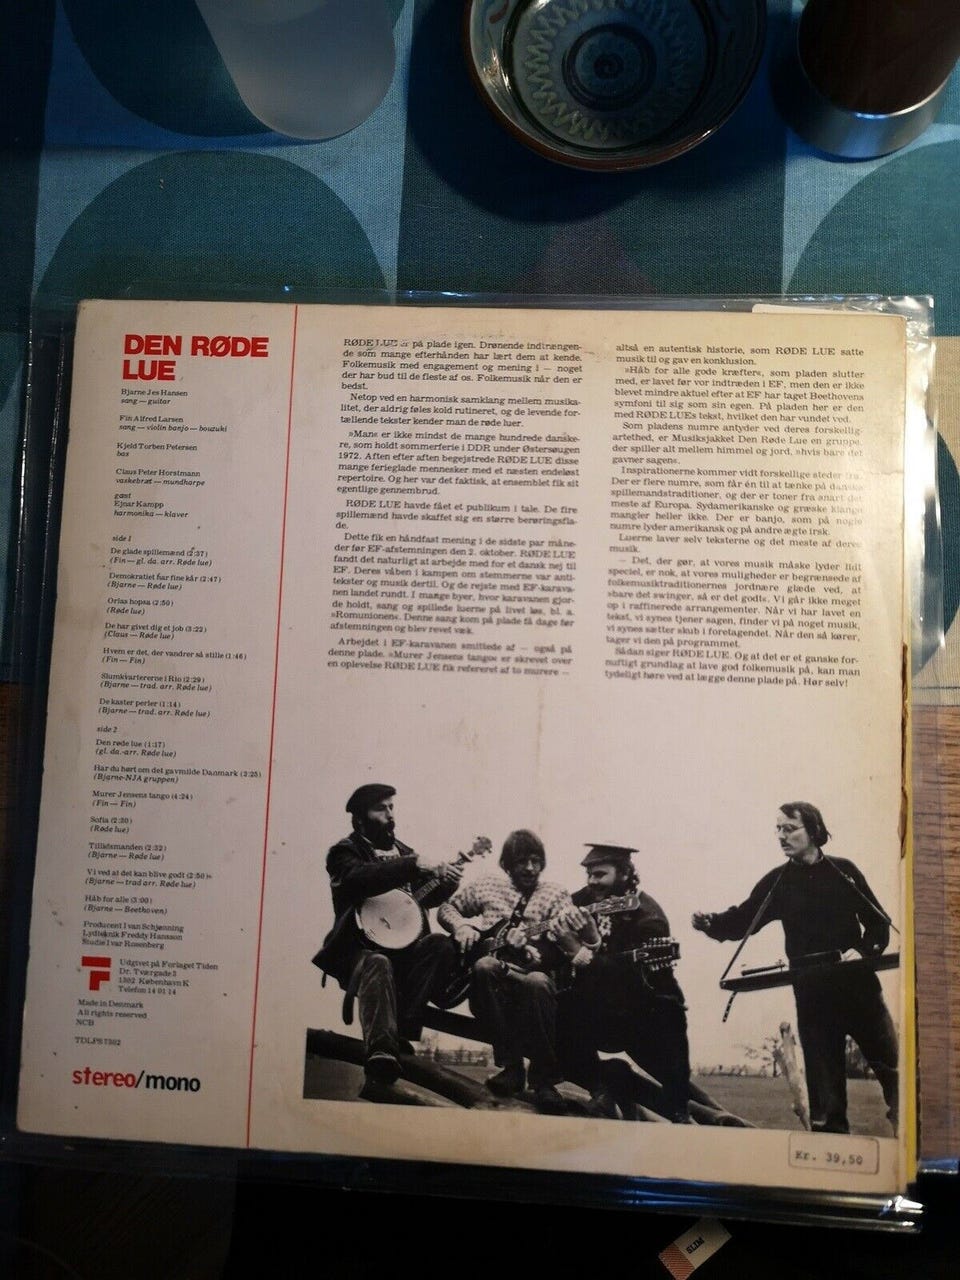 DEN RØDE
LUE
Bjarne Jes Hansen
sang — guitar
Fin Alfred Larsen
sang — violin banjo — bouzuki
Kjeld Torben Petersen
bas
Claus Peter Horstmann
vaskebræt — mundharpe
gæst
Ejnar Kampp
harmonika — klaver
side 1
De glade spillemænd (2:37)
(Fin — gl. da. arr. Røde lue)
Demokratiet har fine kår (2:47)
(Bjarne — Røde lue)
Orlas hopsa (2:50)
(Røde lue)
De har givet dig et job (3:22)
(Claus — Røde lue)
Hvem er det, der vandrer så stille (1:46)
(Fin — Fin)
Slumkvartererne i Rio (2:29)
(Bjarne — trad. arr. Røde lue)
De kaster perler (1:14)
(Bjarne — trad. arr. Røde lue)
side 2
Den røde lue (1:17)
(gl. da.-arr. Røde lue)
Har du hørt om det gavmilde Danmark (2:25)
(Bjarne-NJA gruppen)
Murer Jensens tango (4:24)
(Fin — Fin)
Sofia (2:20)
(Røde lue)
Tillidsmanden (2:32)
(Bjarne — Røde lue)
Vi ved at det kan blive godt (2:50)
(Bjarne — trad arr. Røde lue)
Håb for alle (3:00)
(Bjarne — Beethoven)
Producent Ivan Schjønning
Lydteknik Freddy Hansson
Studie Ivar Rosenberg
Udgivet på Forlaget Tiden
Dr. Tværgade 3
1302 København K
Telefon 14 01 14
Made in Denmark
All rights reserved
NCB
TDLPS 7302
stereo/mono
RØDE LUE er på plade igen. Drønende indtrængen-
de som mange efterhånden har lært dem at kende.
Folkemusik med engagement og mening i — noget
der har bud til de fleste af os. Folkemusik når den er
bedst.
Netop ved en harmonisk samklang mellem musika-
litet, der aldrig føles kold rutineret, og de levende for-
tællende tekster kender man de røde luer.
»Man« er ikke mindst de mange hundrede danske-
re, som holdt sommerferie i DDR under Østersøugen
1972. Aften efter aften begejstrede RØDE LUE disse
mange ferieglade mennesker med et næsten endeløst
repertoire. Og her var det faktisk, at ensemblet fik sit
egentlige gennembrud.
RØDE LUE havde fået et publikum i tale. De fire
spillemænd havde skaffet sig en større berøringsfla-
de.
Dette fik en håndfast mening i de sidste par måne-
der før EF-afstemningen den 2. oktober. RØDE LUE
fandt det naturligt at arbejde med for et dansk nej til
EF. Deres våben i kampen om stemmerne var anti-
tekster og musik dertil. Og de rejste med EF-karava-
nen landet rundt. I mange byer, hvor karavanen gjor-
de holdt, sang og spillede luerne på livet løs, bl. a.
»Romunionen«. Denne sang kom på plade få dage før
afstemningen og blev revet væk.
Arbejdet i EF-karavanen smittede af — også på
denne plade. »Murer Jensens tango« er skrevet over
en oplevelse RØDE LUE fik refereret af to murere —
altså en autentisk historie, som RØDE LUE satte
musik til og gav en konklusion.
»Håb for alle gode kræfter«, som pladen slutter
med, er lavet før vor indtræden i EF, men den er ikke
blevet mindre aktuel efter at EF har taget Beethovens
symfoni til sig som sin egen. På pladen her er den
med RØDE LUEs tekst, hvilket den har vundet ved.
Som pladens numre antyder ved deres forskellig-
artethed, er Musiksjakket Den Røde Lue en gruppe,
der spiller alt mellem himmel og jord, »hvis bare det
gavner sagen«.
Inspirationerne kommer vidt forskellige steder fra.
Der er flere numre, som får én til at tænke på danske
spillemandstraditioner, og der er toner fra snart det
meste af Europa. Sydamerikanske og græske klange
mangler heller ikke. Der er banjo, som på nogle
numre lyder amerikansk og på andre ægte irsk.
Luerne laver selv teksterne og det meste af deres
musik.
— Det, der gør, at vores musik måske lyder lidt
speciel, er nok, at vores muligheder er begrænsede af
folkemusiktraditionernes jordnære glæde ved, at
»bare det swinger, så er det godt«. Vi går ikke meget
op i raffinerede arrangementer. Når vi har lavet en
tekst, vi synes tjener sagen, finder vi på noget musik,
vi synes sætter skub i foretagendet. Når den så kører,
tager vi den på programmet.
Sådan siger RØDE LUE. Og at det er et ganske for-
nuftigt grundlag at lave god folkemusik på, kan man
tydeligt høre ved at lægge denne plade på. Hør selv!
Kr. 39,50
SLIM